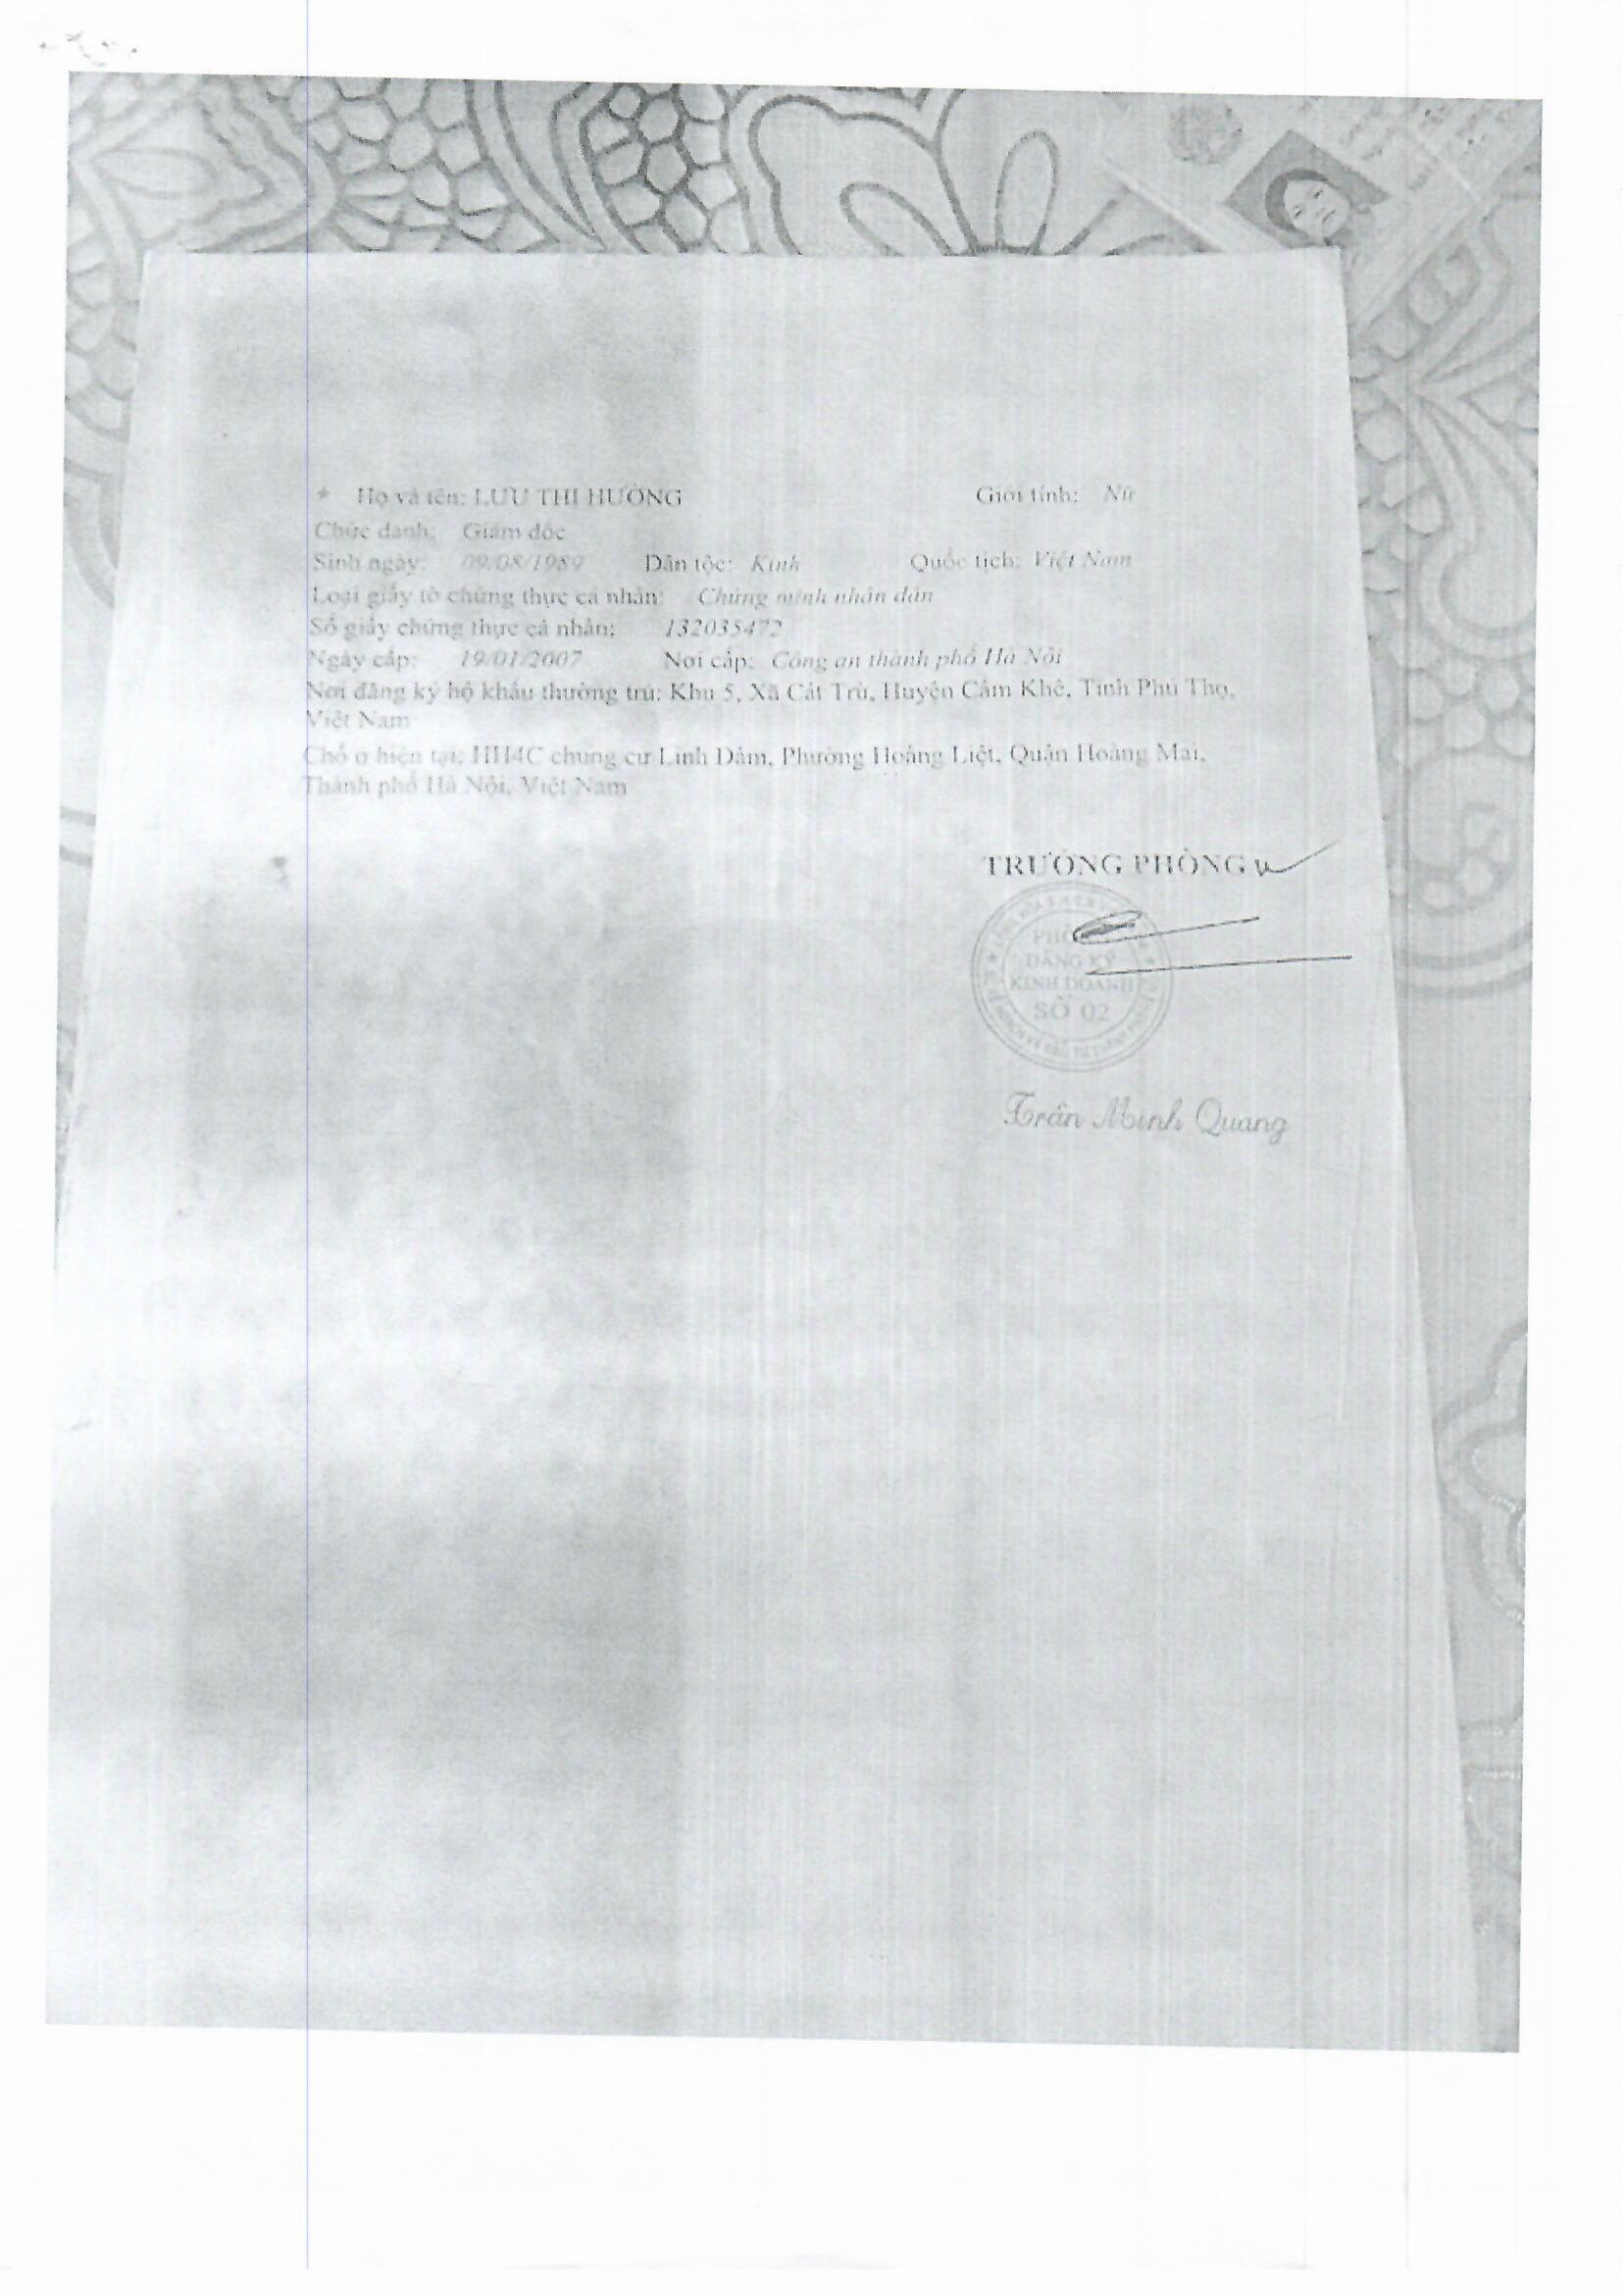 * Họ và tên: LƯU THỊ HƯỜNG Giới tính: Nữ
Chức danh: Giám đốc
Sinh ngày: 09/08/1989 Dân tộc: Kinh Quốc tịch: Việt Nam
Loại giấy tờ chứng thực cá nhân: Chứng minh nhân dân
Số giấy chứng thực cá nhân: 132035472
Ngày cấp: 19/01/2007 Nơi cấp: Công an thành phố Hà Nội
Nơi đăng ký hộ khẩu thường trú: Khu 5, Xã Cát Trù, Huyện Cẩm Khê, Tỉnh Phú Thọ,
Việt Nam
Chỗ ở hiện tại: HH4C chung cư Linh Đàm, Phường Hoàng Liệt, Quận Hoàng Mai,
Thành phố Hà Nội, Việt Nam
TRƯỞNG PHÒNG
PHÒNG
ĐĂNG KÝ
KINH DOANH
SỐ 02
Trần Minh Quang